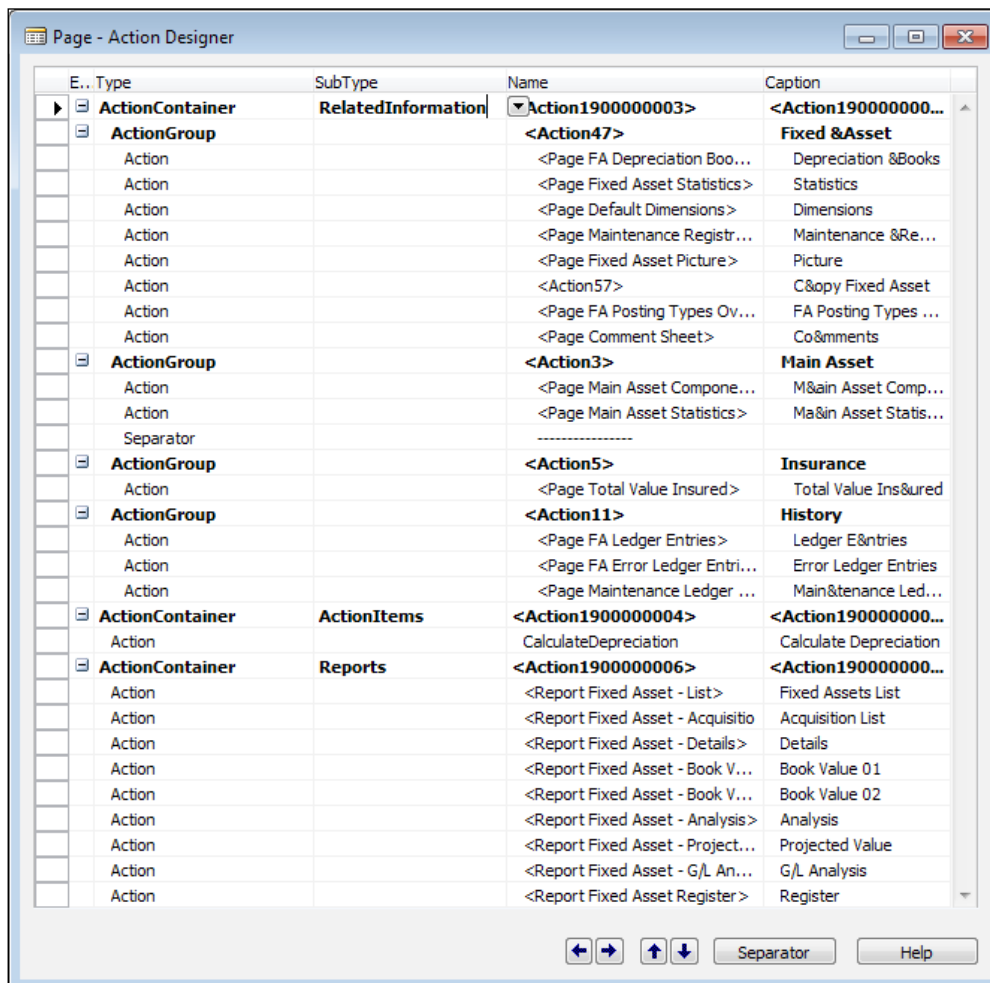 Page - Action Designer
E.. Type SubType Name Caption
ActionContainer RelatedInformation <Action1900000003> <Action190000000...
ActionGroup <Action47> Fixed &Asset
Action <Page FA Depreciation Boo... Depreciation &Books
Action <Page Fixed Asset Statistics> Statistics
Action <Page Default Dimensions> Dimensions
Action <Page Maintenance Registr... Maintenance &Re...
Action <Page Fixed Asset Picture> Picture
Action <Action57> C&opy Fixed Asset
Action <Page FA Posting Types Ov... FA Posting Types ...
Action <Page Comment Sheet> Co&mments
ActionGroup <Action3> Main Asset
Action <Page Main Asset Compone... M&ain Asset Comp...
Action <Page Main Asset Statistics> Ma&in Asset Statis...
Separator ----------------
ActionGroup <Action5> Insurance
Action <Page Total Value Insured> Total Value Ins&ured
ActionGroup <Action11> History
Action <Page FA Ledger Entries> Ledger E&ntries
Action <Page FA Error Ledger Entri... Error Ledger Entries
Action <Page Maintenance Ledger ... Main&tenance Led...
ActionContainer ActionItems <Action1900000004> <Action190000000...
Action CalculateDepreciation Calculate Depreciation
ActionContainer Reports <Action1900000006> <Action190000000...
Action <Report Fixed Asset - List> Fixed Assets List
Action <Report Fixed Asset - Acquisitio Acquisition List
Action <Report Fixed Asset - Details> Details
Action <Report Fixed Asset - Book V... Book Value 01
Action <Report Fixed Asset - Book V... Book Value 02
Action <Report Fixed Asset - Analysis> Analysis
Action <Report Fixed Asset - Project... Projected Value
Action <Report Fixed Asset - G/L An... G/L Analysis
Action <Report Fixed Asset Register> Register
Separator Help